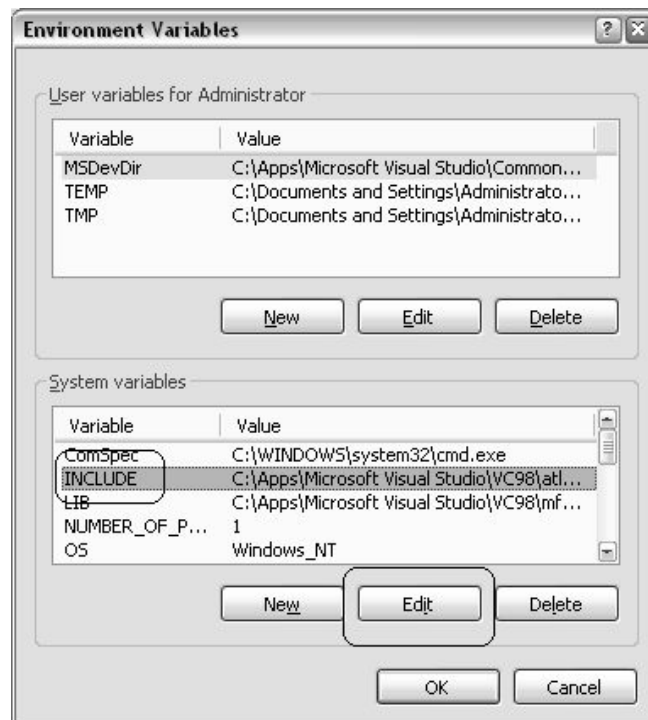 Environment Variables
User variables for Administrator
Variable Value
MSDevDir C:\Apps\Microsoft Visual Studio\Common...
TEMP C:\Documents and Settings\Administrato...
TMP C:\Documents and Settings\Administrato...
New Edit Delete
System variables
Variable Value
ComSpec C:\WINDOWS\system32\cmd.exe
INCLUDE C:\Apps\Microsoft Visual Studio\VC98\atl...
LIB C:\Apps\Microsoft Visual Studio\VC98\mf...
NUMBER_OF_P... 1
OS Windows_NT
New Edit Delete
OK Cancel